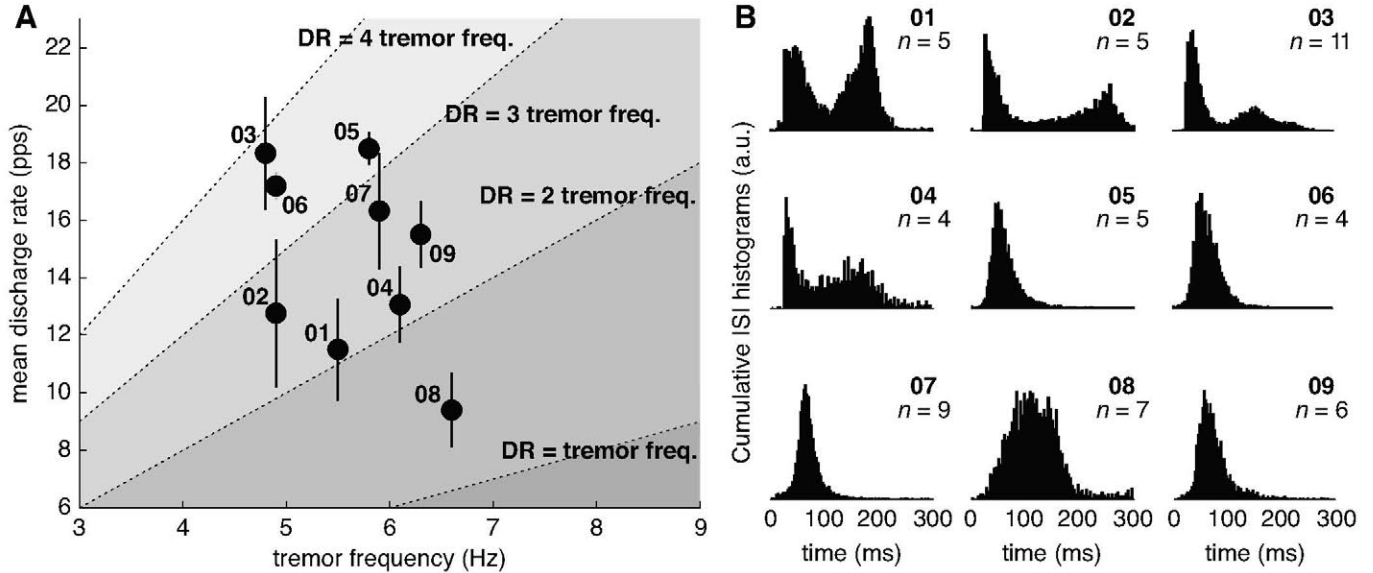 A
mean discharge rate (pps)
22
20
18
16
14
12
10
8
6
3
4
5
6
7
8
9
tremor frequency (Hz)
DR = 4 tremor freq.
DR = 3 tremor freq.
DR = 2 tremor freq.
DR = tremor freq.
03
05
06
07
09
02
04
01
08
B
Cumulative ISI histograms (a.u.)
01
n = 5
02
n = 5
03
n = 11
04
n = 4
05
n = 5
06
n = 4
07
n = 9
08
n = 7
09
n = 6
0 100 200 300
0 100 200 300
0 100 200 300
time (ms)
time (ms)
time (ms)